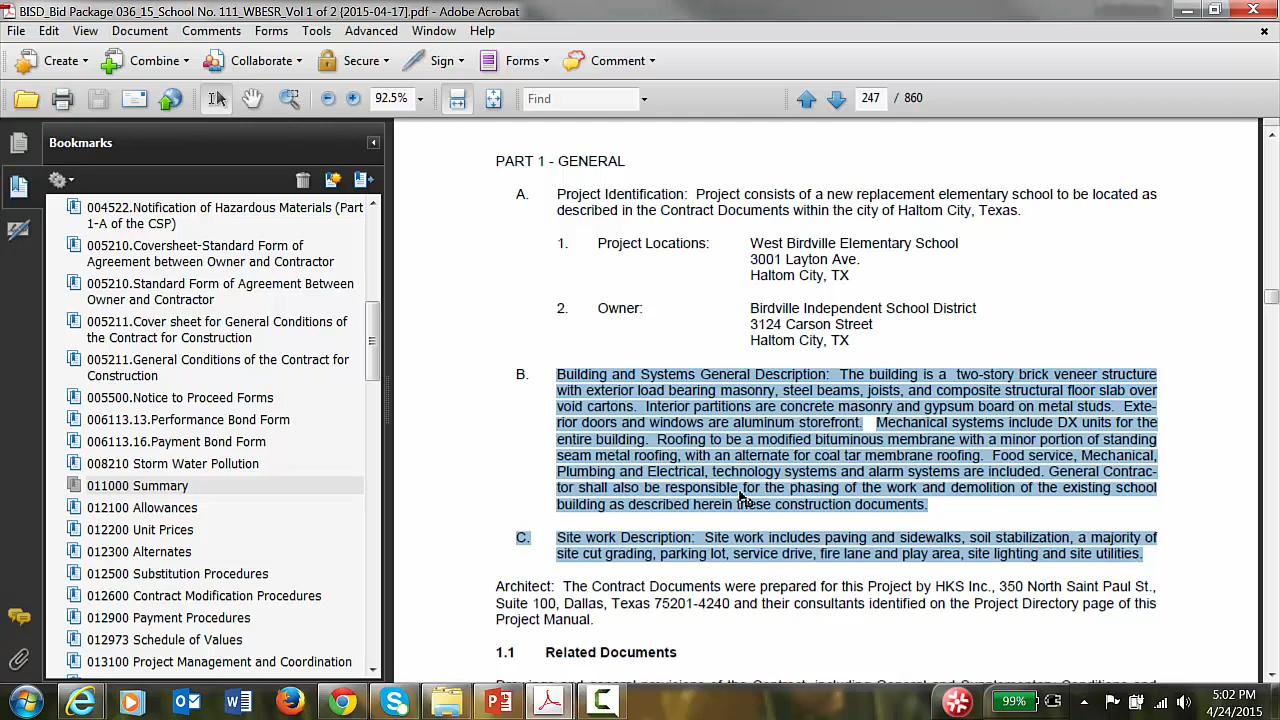 BISD_Bid Package 036_15_School No. 111_WBESR_Vol 1 of 2 {2015-04-17].pdf - Adobe Acrobat
File Edit View Document Comments Forms Tools Advanced Window Help
Create Combine Collaborate Secure Sign Forms Comment
92.5% Find 247 / 860
Bookmarks
004522.Notification of Hazardous Materials (Part
1-A of the CSP)
005210.Coversheet-Standard Form of
Agreement between Owner and Contractor
005210.Standard Form of Agreement Between
Owner and Contractor
005211.Cover sheet for General Conditions of
the Contract for Construction
005211.General Conditions of the Contract for
Construction
005500.Notice to Proceed Forms
006113.13.Performance Bond Form
006113.16.Payment Bond Form
008210 Storm Water Pollution
011000 Summary
012100 Allowances
012200 Unit Prices
012300 Alternates
012500 Substitution Procedures
012600 Contract Modification Procedures
012900 Payment Procedures
012973 Schedule of Values
013100 Project Management and Coordination
PART 1 - GENERAL
A. Project Identification: Project consists of a new replacement elementary school to be located as
described in the Contract Documents within the city of Haltom City, Texas.
1. Project Locations: West Birdville Elementary School
3001 Layton Ave.
Haltom City, TX
2. Owner: Birdville Independent School District
3124 Carson Street
Haltom City, TX
B. Building and Systems General Description: The building is a two-story brick veneer structure
with exterior load bearing masonry, steel beams, joists, and composite structural floor slab over
void cartons. Interior partitions are concrete masonry and gypsum board on metal studs. Exte-
rior doors and windows are aluminum storefront. Mechanical systems include DX units for the
entire building. Roofing to be a modified bituminous membrane with a minor portion of standing
seam metal roofing, with an alternate for coal tar membrane roofing. Food service, Mechanical,
Plumbing and Electrical, technology systems and alarm systems are included. General Contrac-
tor shall also be responsible for the phasing of the work and demolition of the existing school
building as described herein these construction documents.
C. Site work Description: Site work includes paving and sidewalks, soil stabilization, a majority of
site cut grading, parking lot, service drive, fire lane and play area, site lighting and site utilities.
Architect: The Contract Documents were prepared for this Project by HKS Inc., 350 North Saint Paul St.,
Suite 100, Dallas, Texas 75201-4240 and their consultants identified on the Project Directory page of this
Project Manual.
1.1 Related Documents
99% 5:02 PM
4/24/2015